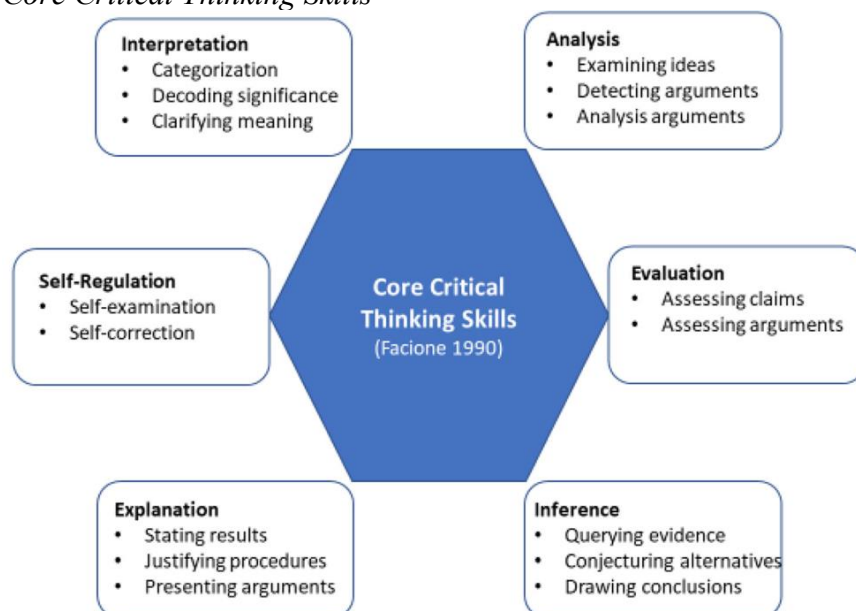 Core Critical Thinking Skills
Interpretation
• Categorization
• Decoding significance
• Clarifying meaning
Analysis
• Examining ideas
• Detecting arguments
• Analysis arguments
Self-Regulation
• Self-examination
• Self-correction
Core Critical
Thinking Skills
(Facione 1990)
Evaluation
• Assessing claims
• Assessing arguments
Explanation
• Stating results
• Justifying procedures
• Presenting arguments
Inference
• Querying evidence
• Conjecturing alternatives
• Drawing conclusions